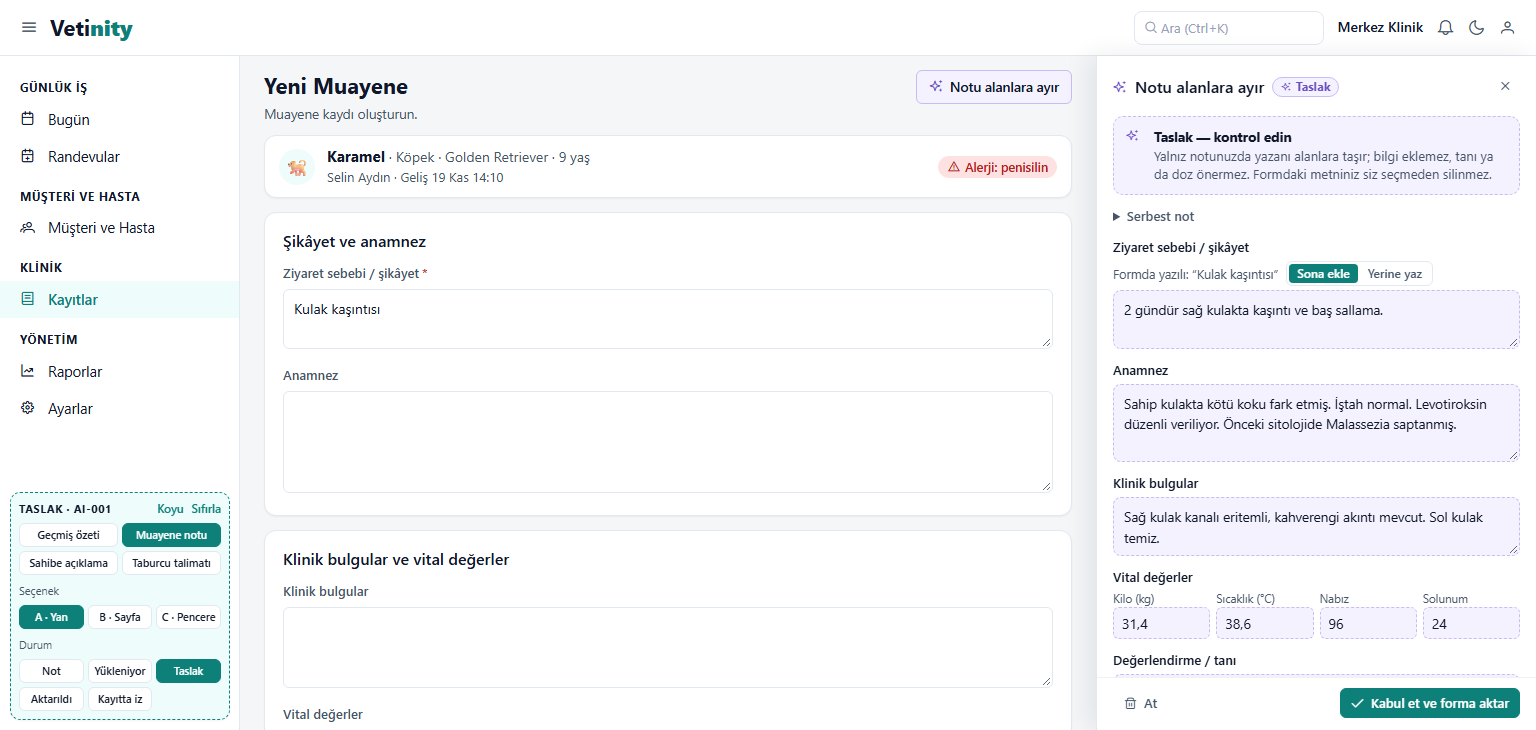 Vetinity
Ara (Ctrl+K)
Merkez Klinik
GÜNLÜK İŞ
Bugün
Randevular
MÜŞTERİ VE HASTA
Müşteri ve Hasta
KLİNİK
Kayıtlar
YÖNETİM
Raporlar
Ayarlar
TASLAK · AI-001
Koyu
Sıfırla
Geçmiş özeti
Muayene notu
Sahibe açıklama
Taburcu talimatı
Seçenek
A · Yan
B · Sayfa
C · Pencere
Durum
Not
Yükleniyor
Taslak
Aktarıldı
Kayıtta iz
Yeni Muayene
Muayene kaydı oluşturun.
Notu alanlara ayır
Karamel · Köpek · Golden Retriever · 9 yaş
Selin Aydın · Geliş 19 Kas 14:10
Alerji: penisilin
Şikâyet ve anamnez
Ziyaret sebebi / şikâyet *
Kulak kaşıntısı
Anamnez
Klinik bulgular ve vital değerler
Klinik bulgular
Vital değerler
Notu alanlara ayır
Taslak
Taslak — kontrol edin
Yalnız notunuzda yazanı alanlara taşır; bilgi eklemez, tanı ya
da doz önermez. Formdaki metniniz siz seçmeden silinmez.
Serbest not
Ziyaret sebebi / şikâyet
Formda yazılı: “Kulak kaşıntısı”
Sona ekle
Yerine yaz
2 gündür sağ kulakta kaşıntı ve baş sallama.
Anamnez
Sahip kulakta kötü koku fark etmiş. İştah normal. Levotiroksin
düzenli veriliyor. Önceki sitolojide Malassezia saptanmış.
Klinik bulgular
Sağ kulak kanalı eritemli, kahverengi akıntı mevcut. Sol kulak
temiz.
Vital değerler
Kilo (kg)
Sıcaklık (°C)
Nabız
Solunum
31,4
38,6
96
24
Değerlendirme / tanı
At
Kabul et ve forma aktar